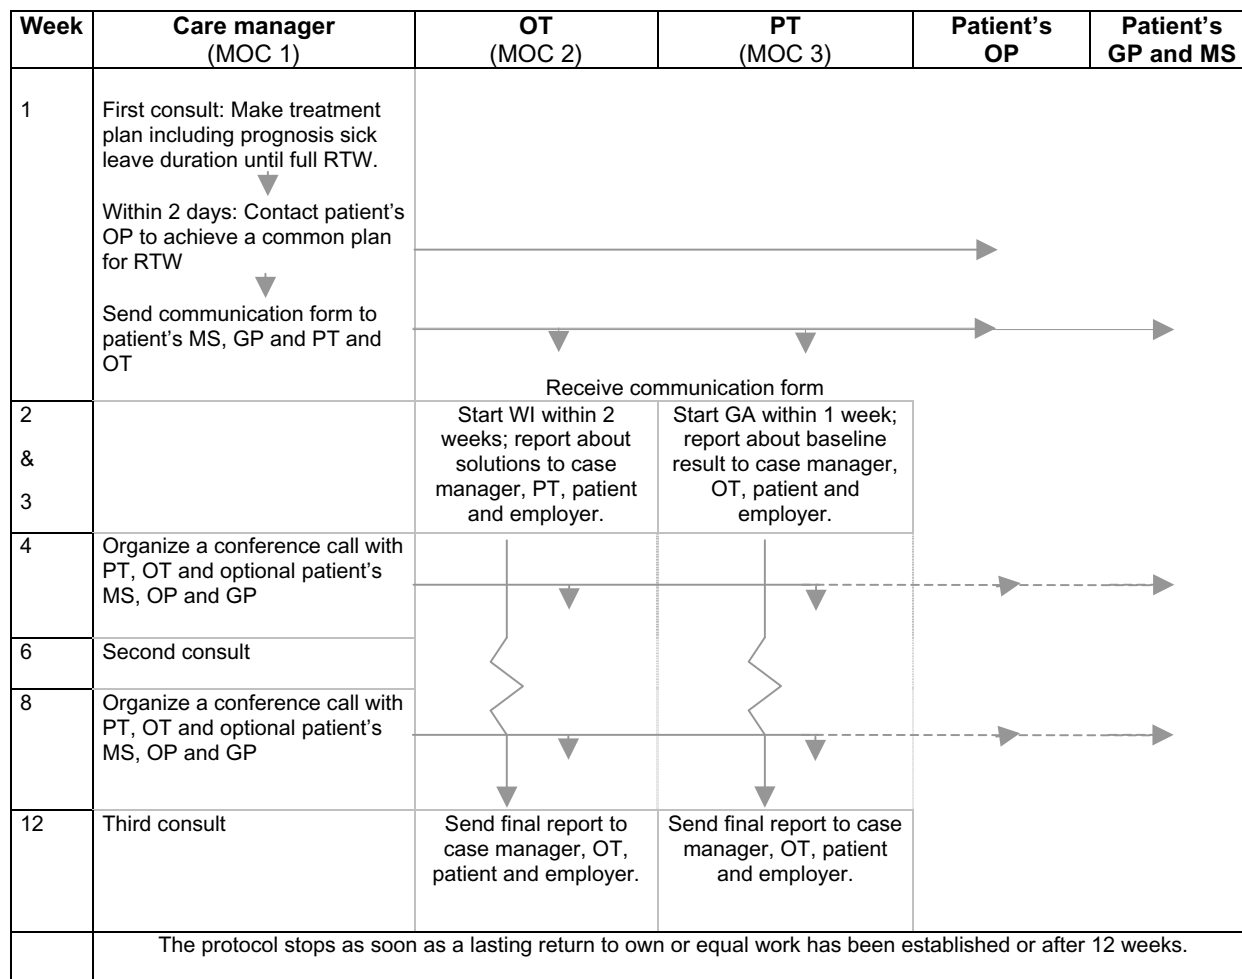 Week
Care manager
(MOC 1)
OT
(MOC 2)
PT
(MOC 3)
Patient's
OP
Patient's
GP and MS
1
First consult: Make treatment
plan including prognosis sick
leave duration until full RTW.
Within 2 days: Contact patient's
OP to achieve a common plan
for RTW
Send communication form to
patient's MS, GP and PT and
OT
Receive communication form
2
&
3
Start WI within 2
weeks; report about
solutions to case
manager, PT, patient
and employer.
Start GA within 1 week;
report about baseline
result to case manager,
OT, patient and
employer.
4
Organize a conference call with
PT, OT and optional patient's
MS, OP and GP
6
Second consult
8
Organize a conference call with
PT, OT and optional patient's
MS, OP and GP
12
Third consult
Send final report to
case manager, OT,
patient and employer.
Send final report to case
manager, OT, patient
and employer.
The protocol stops as soon as a lasting return to own or equal work has been established or after 12 weeks.